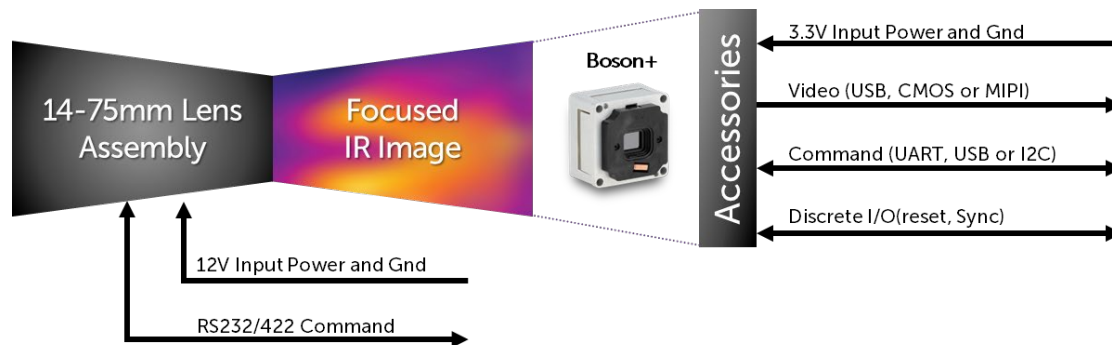 14-75mm Lens
Assembly
Focused
IR Image
Boson+
Accessories
3.3V Input Power and Gnd
Video (USB, CMOS or MIPI)
Command (UART, USB or I2C)
Discrete I/O(reset, Sync)
12V Input Power and Gnd
RS232/422 Command